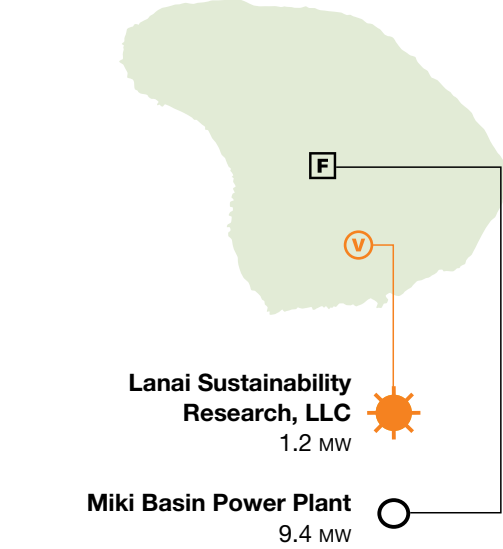 F
V
Lanai Sustainability
Research, LLC
1.2 MW
Miki Basin Power Plant
9.4 MW